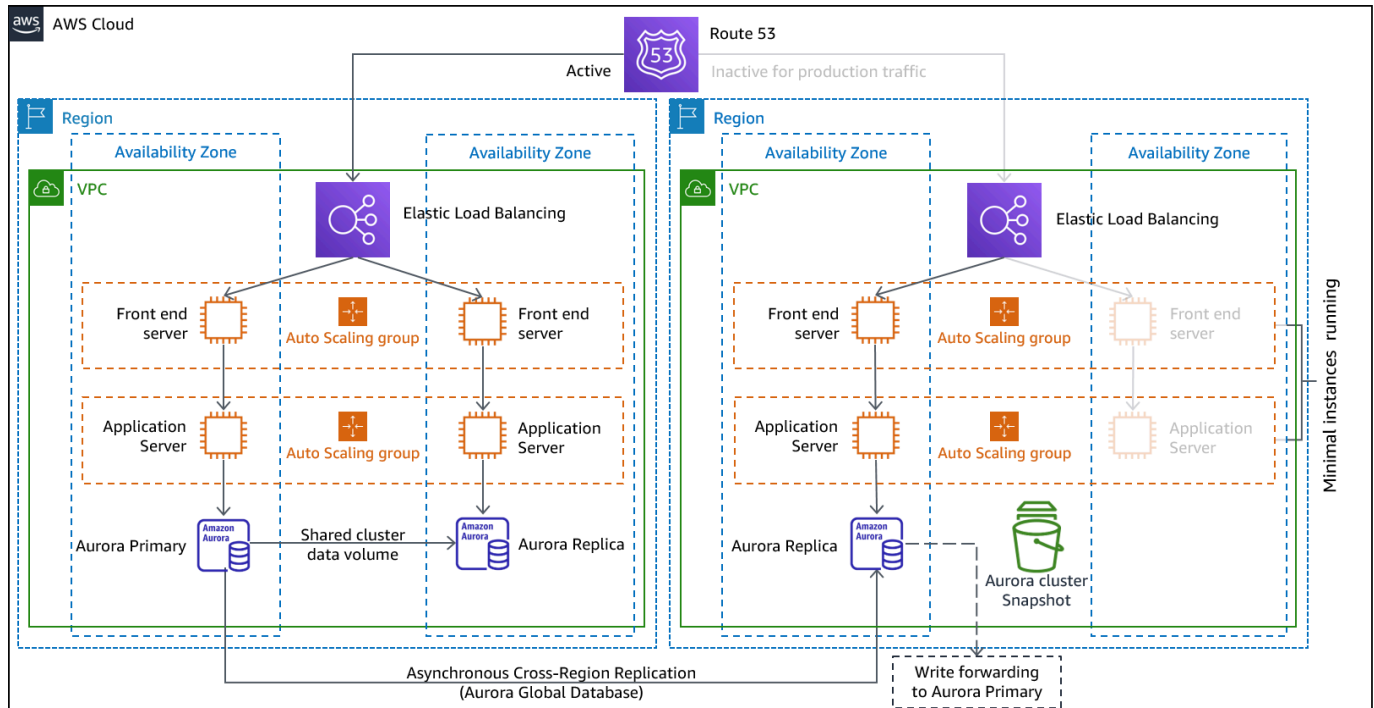 aws
AWS Cloud
Route 53
53
Active
Inactive for production traffic
Region
Availability Zone
Availability Zone
VPC
Elastic Load Balancing
Front end
server
Auto Scaling group
Front end
server
Application
Server
Auto Scaling group
Application
Server
Aurora Primary
Amazon
Aurora
Shared cluster
data volume
Amazon
Aurora
Aurora Replica
Region
Availability Zone
Availability Zone
VPC
Elastic Load Balancing
Front end
server
Auto Scaling group
Front end
server
Application
Server
Auto Scaling group
Application
Server
Minimal instances running
Aurora Replica
Amazon
Aurora
Aurora cluster
Snapshot
Asynchronous Cross-Region Replication
(Aurora Global Database)
Write forwarding
to Aurora Primary